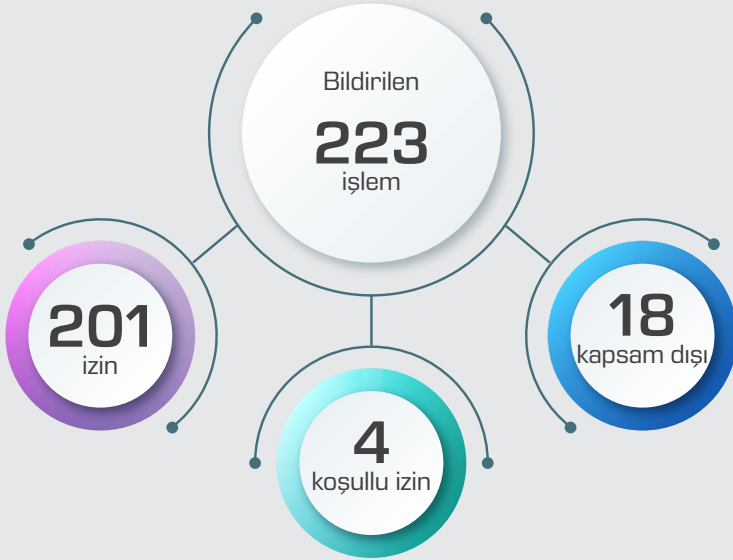 Bildirilen
223
işlem
201
izin
18
kapsam dışı
4
koşullu izin